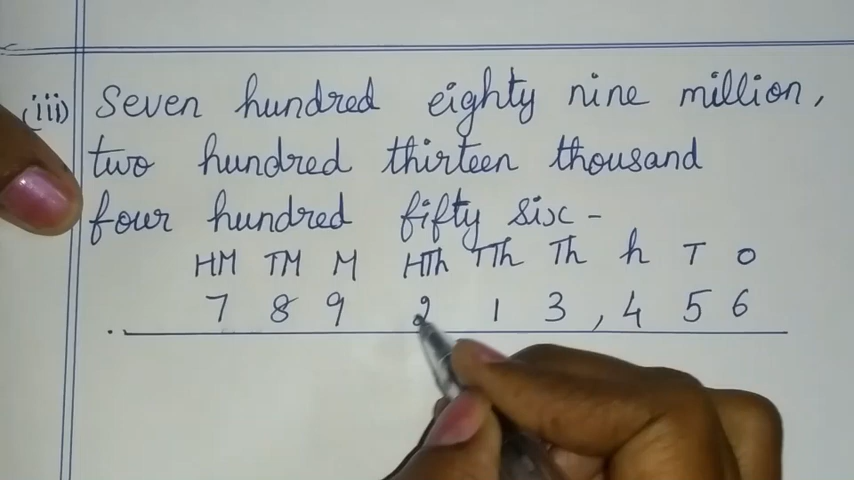 (iii) Seven hundred eighty nine million,
two hundred thirteen thousand
four hundred fifty six -
HM TM M HTh TTh Th h T O
7 8 9 2 1 3 , 4 5 6